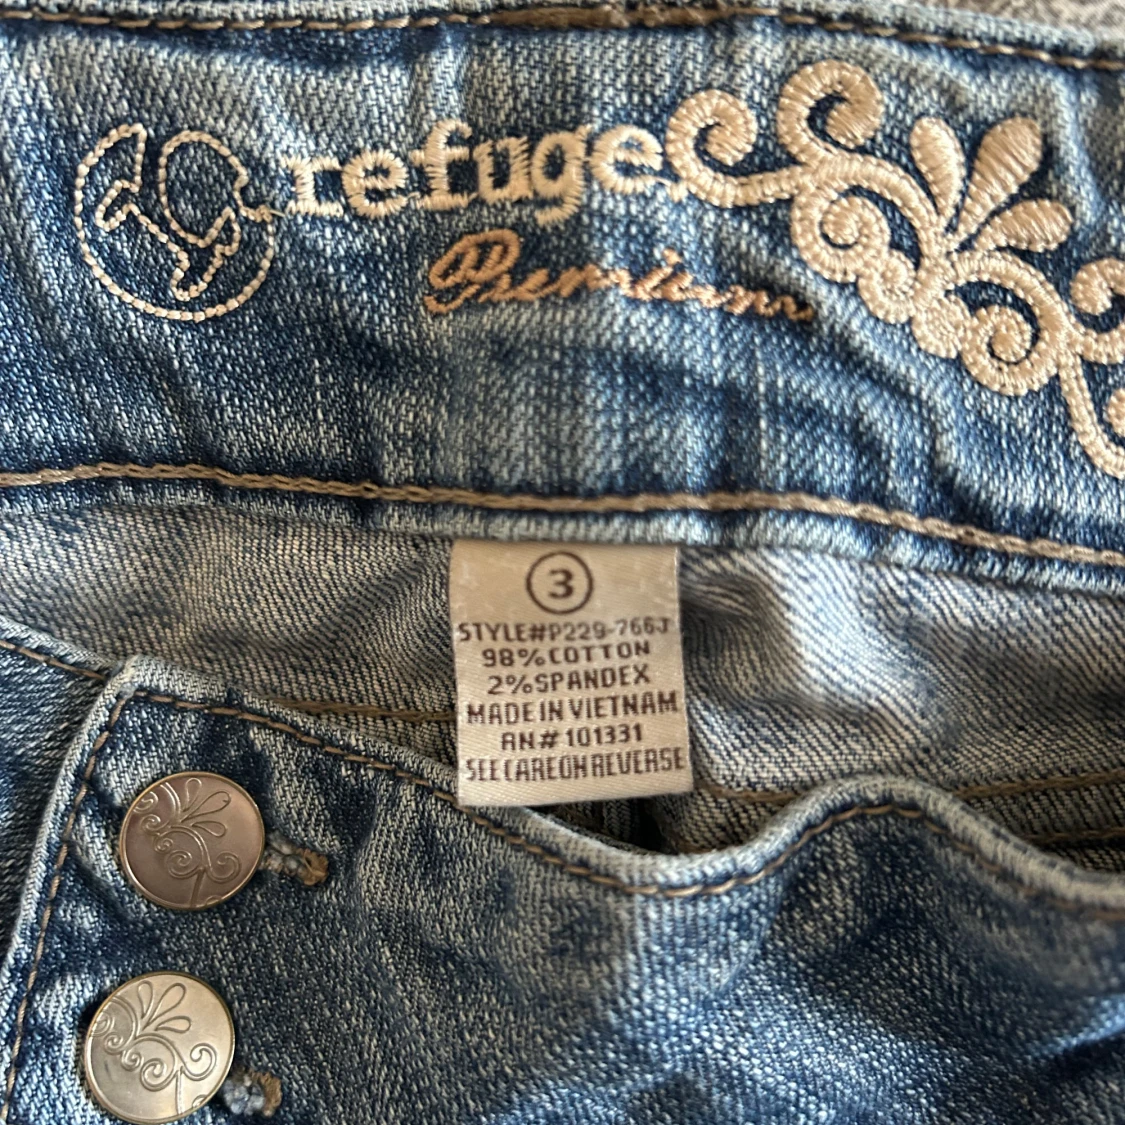 refuge
Premium
3
STYLE#P229-766J
98%COTTON
2%SPANDEX
MADE IN VIETNAM
RN# 101331
SEE CARE ON REVERSE